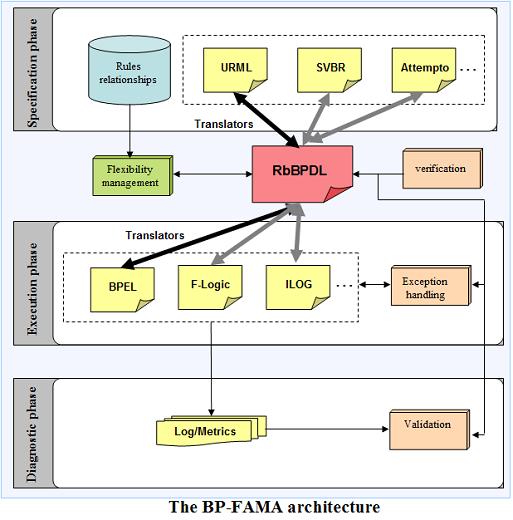 Specification phase
Rules
relationships
URML
SVBR
Attempto
...
Translators
Flexibility
management
RbBPDL
verification
Execution phase
Translators
BPEL
F-Logic
ILOG
...
Exception
handling
Diagnostic phase
Log/Metrics
Validation
The BP-FAMA architecture